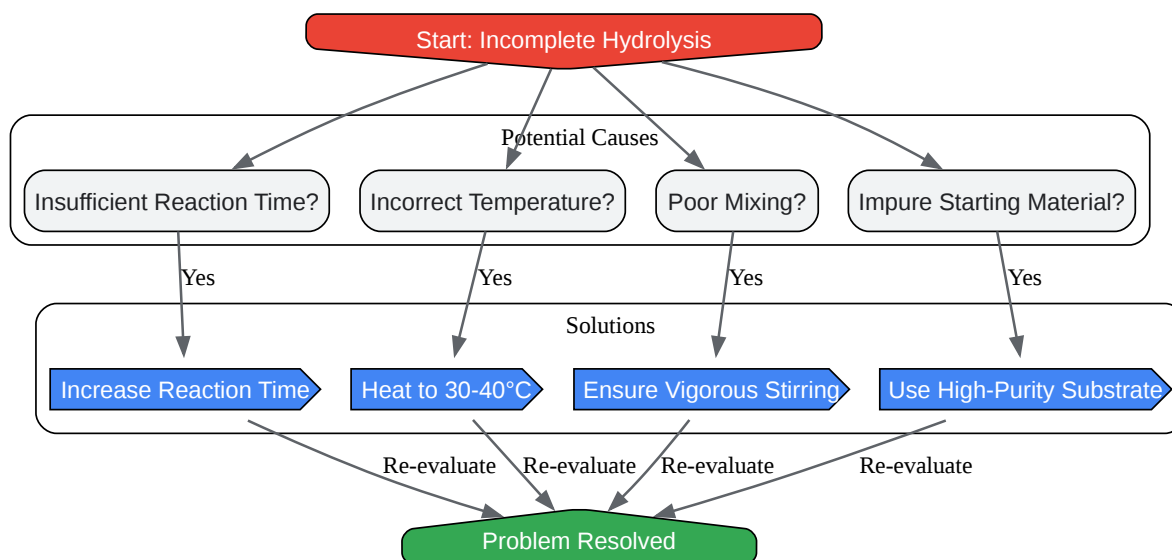 Start: Incomplete Hydrolysis
Potential Causes
Insufficient Reaction Time?
Incorrect Temperature?
Poor Mixing?
Impure Starting Material?
Yes
Yes
Yes
Yes
Solutions
Increase Reaction Time
Heat to 30-40°C
Ensure Vigorous Stirring
Use High-Purity Substrate
Re-evaluate
Re-evaluate
Re-evaluate
Re-evaluate
Problem Resolved